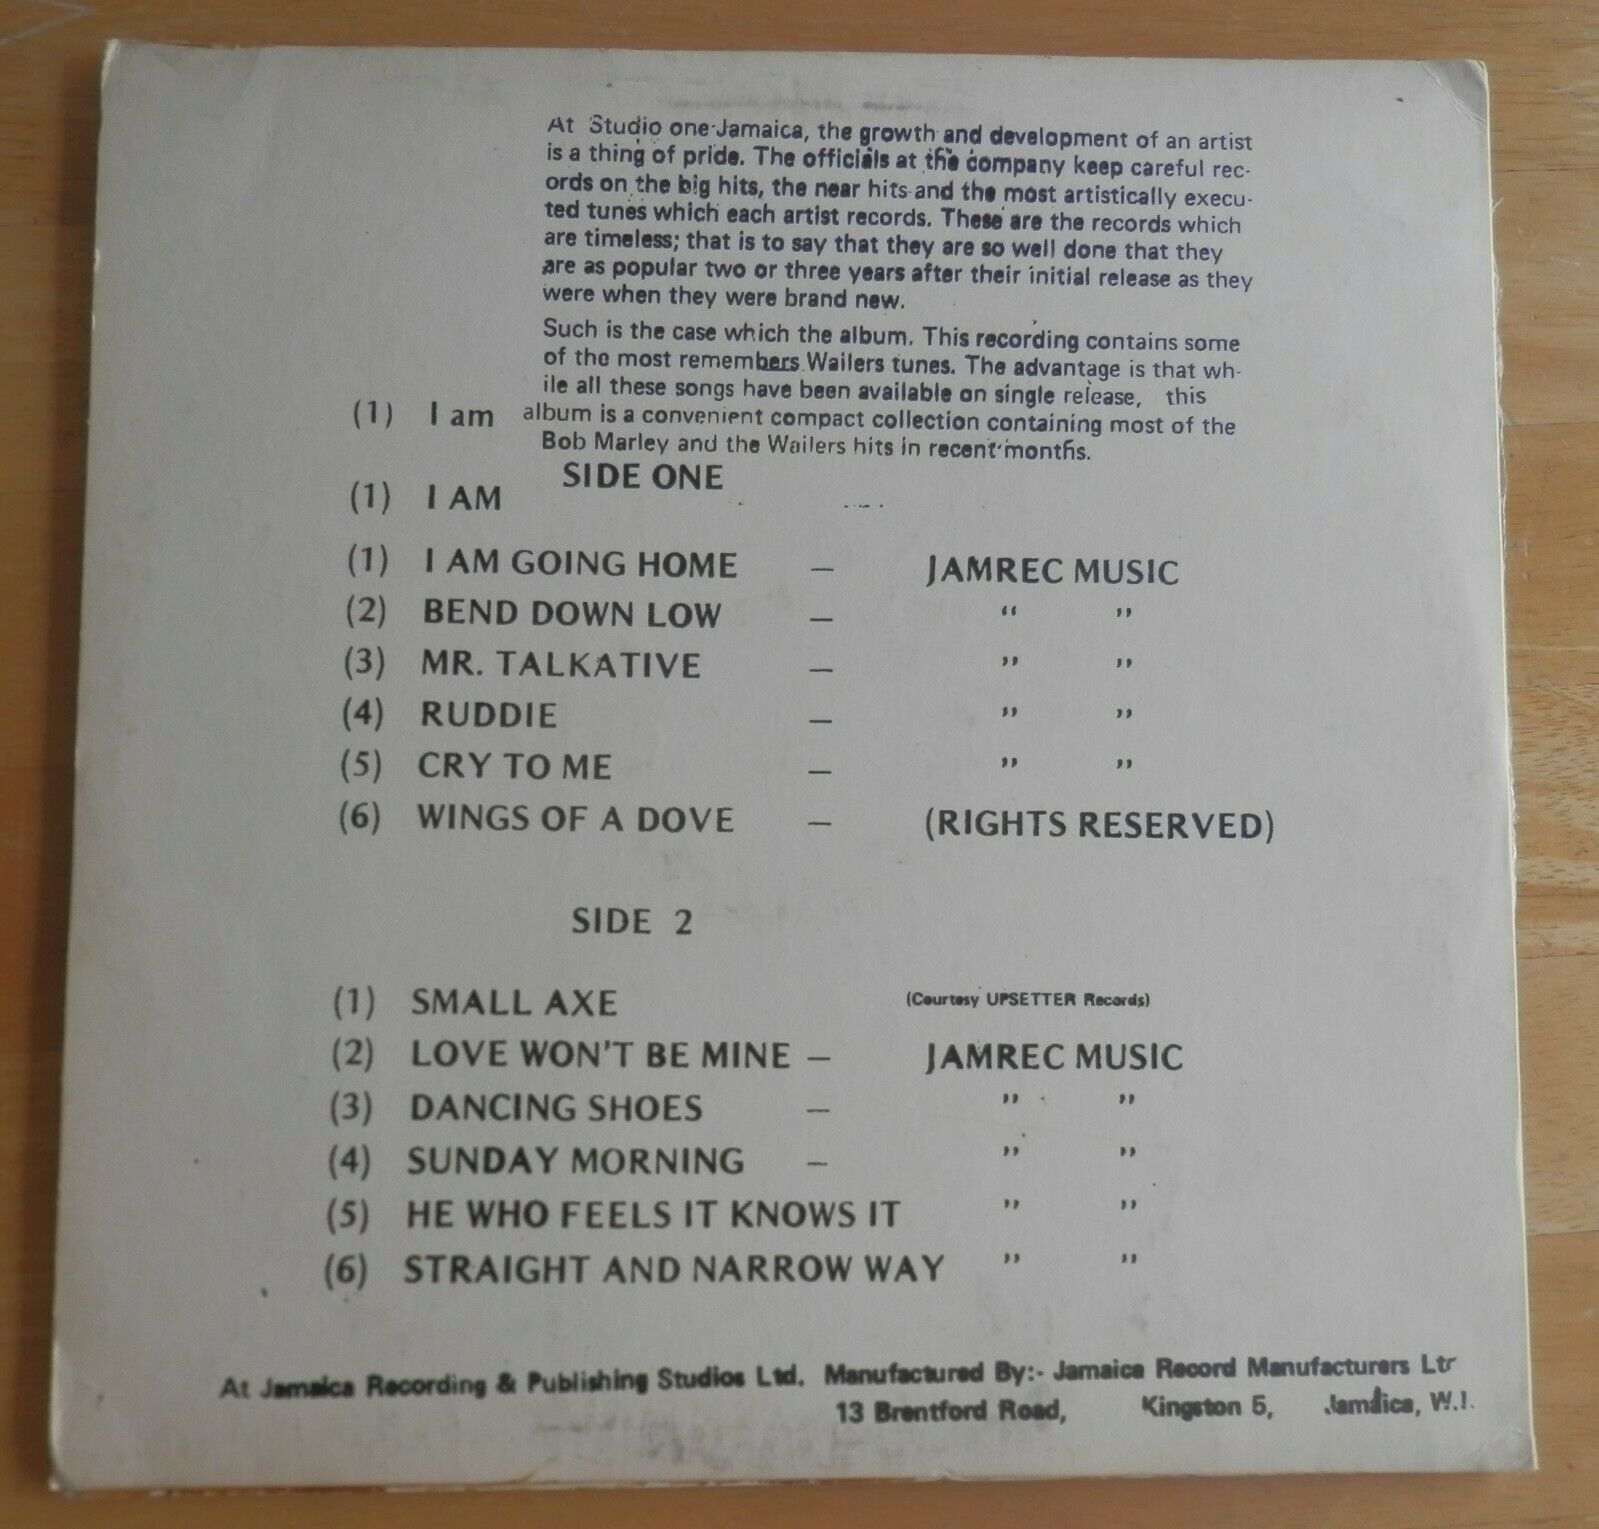 At Studio one Jamaica, the growth and development of an artist
is a thing of pride. The officials at the company keep careful rec-
ords on the big hits, the near hits and the most artistically execu-
ted tunes which each artist records. These are the records which
are timeless; that is to say that they are so well done that they
are as popular two or three years after their initial release as they
were when they were brand new.
Such is the case which the album. This recording contains some
of the most remembers Wailers tunes. The advantage is that wh-
ile all these songs have been available on single release, this
(1) I am album is a convenient compact collection containing most of the
Bob Marley and the Wailers hits in recent months.
SIDE ONE
(1) I AM
(1) I AM GOING HOME – JAMREC MUSIC
(2) BEND DOWN LOW – “ ”
(3) MR. TALKATIVE – ” ”
(4) RUDDIE – ” ”
(5) CRY TO ME – ” ”
(6) WINGS OF A DOVE – (RIGHTS RESERVED)
SIDE 2
(1) SMALL AXE (Courtesy UPSETTER Records)
(2) LOVE WON'T BE MINE – JAMREC MUSIC
(3) DANCING SHOES – ” ”
(4) SUNDAY MORNING – ” ”
(5) HE WHO FEELS IT KNOWS IT ” ”
(6) STRAIGHT AND NARROW WAY ” ”
At Jamaica Recording & Publishing Studios Ltd. Manufactured By:- Jamaica Record Manufacturers Ltr
13 Brentford Road, Kingston 5, Jamaica, W.I.